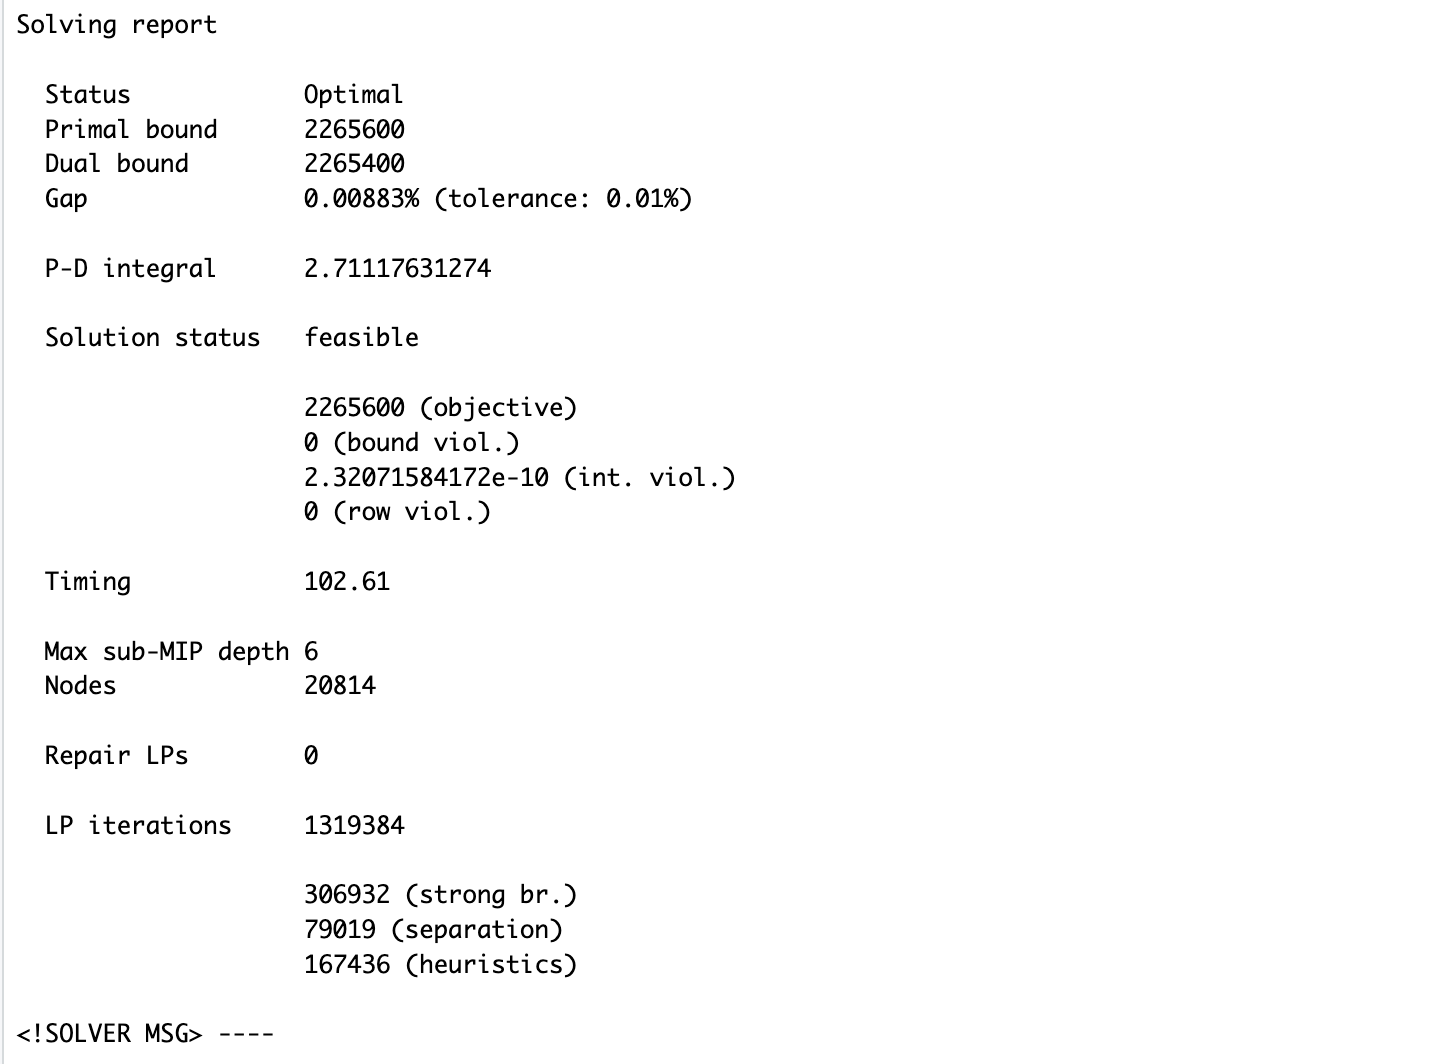 Solving report
Status Optimal
Primal bound 2265600
Dual bound 2265400
Gap 0.00883% (tolerance: 0.01%)
P-D integral 2.71117631274
Solution status feasible
2265600 (objective)
0 (bound viol.)
2.32071584172e-10 (int. viol.)
0 (row viol.)
Timing 102.61
Max sub-MIP depth 6
Nodes 20814
Repair LPs 0
LP iterations 1319384
306932 (strong br.)
79019 (separation)
167436 (heuristics)
<!SOLVER MSG> ----